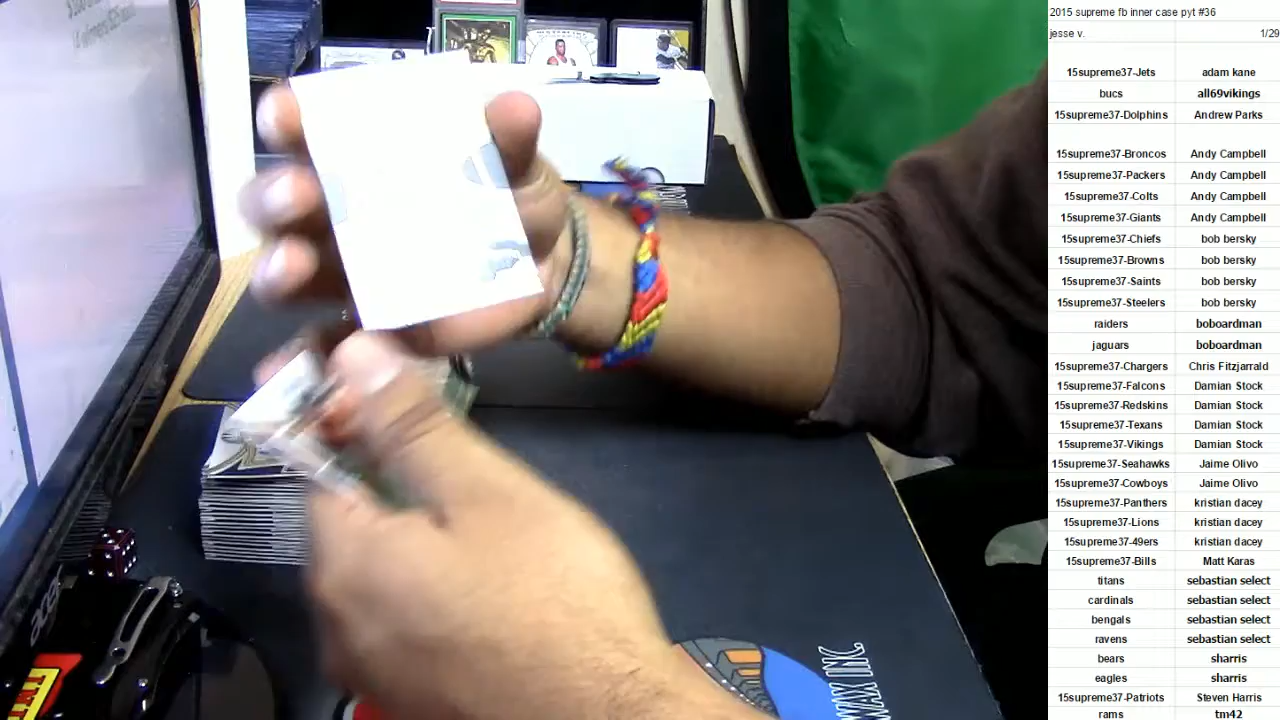 2015 supreme fb inner case pyt #36
jesse v. 1/29
15supreme37-Jets adam kane
bucs all69vikings
15supreme37-Dolphins Andrew Parks
15supreme37-Broncos Andy Campbell
15supreme37-Packers Andy Campbell
15supreme37-Colts Andy Campbell
15supreme37-Giants Andy Campbell
15supreme37-Chiefs bob bersky
15supreme37-Browns bob bersky
15supreme37-Saints bob bersky
15supreme37-Steelers bob bersky
raiders boboardman
jaguars boboardman
15supreme37-Chargers Chris Fitzjarrald
15supreme37-Falcons Damian Stock
15supreme37-Redskins Damian Stock
15supreme37-Texans Damian Stock
15supreme37-Vikings Damian Stock
15supreme37-Seahawks Jaime Olivo
15supreme37-Cowboys Jaime Olivo
15supreme37-Panthers kristian dacey
15supreme37-Lions kristian dacey
15supreme37-49ers kristian dacey
15supreme37-Bills Matt Karas
titans sebastian select
cardinals sebastian select
bengals sebastian select
ravens sebastian select
bears sharris
eagles sharris
15supreme37-Patriots Steven Harris
rams tm42
acer
WAX INC